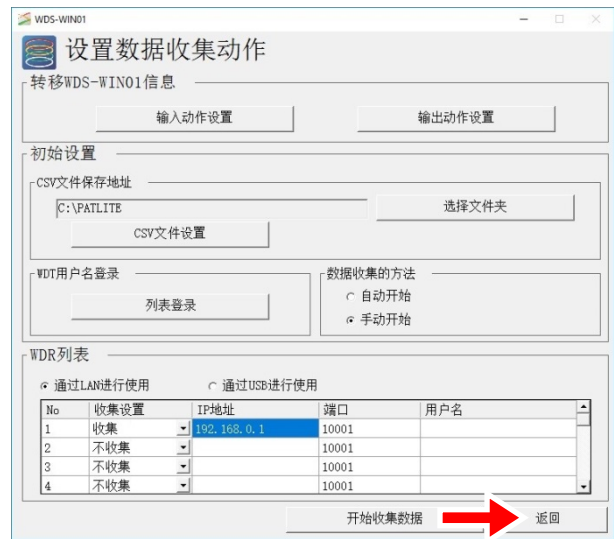 WDS-WIN01
设置数据收集动作
转移WDS-WIN01信息
输入动作设置 输出动作设置
初始设置
CSV文件保存地址
C:\PATLITE 选择文件夹
CSV文件设置
WDT用户名登录 数据收集的方法
列表登录 自动开始
手动开始
WDR列表
通过LAN进行使用 通过USB进行使用
No 收集设置 IP地址 端口 用户名
1 收集 192.168.0.1 10001
2 不收集 10001
3 不收集 10001
4 不收集 10001
开始收集数据 返回